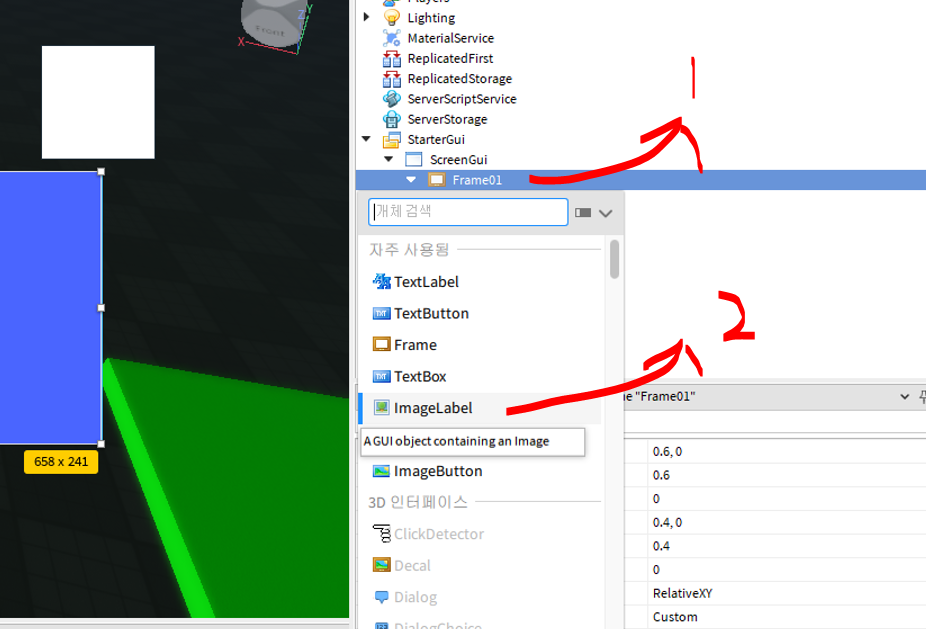 Front
X
Z
Y
Lighting
MaterialService
ReplicatedFirst
ReplicatedStorage
ServerScriptService
ServerStorage
StarterGui
ScreenGui
Frame01
1
개체 검색
자주 사용됨
TextLabel
TextButton
Frame
TextBox
ImageLabel
2
A GUI object containing an Image
ImageButton
3D 인터페이스
ClickDetector
Decal
Dialog
DialogChoice
658 x 241
"Frame01"
0.6, 0
0.6
0
0.4, 0
0.4
0
RelativeXY
Custom